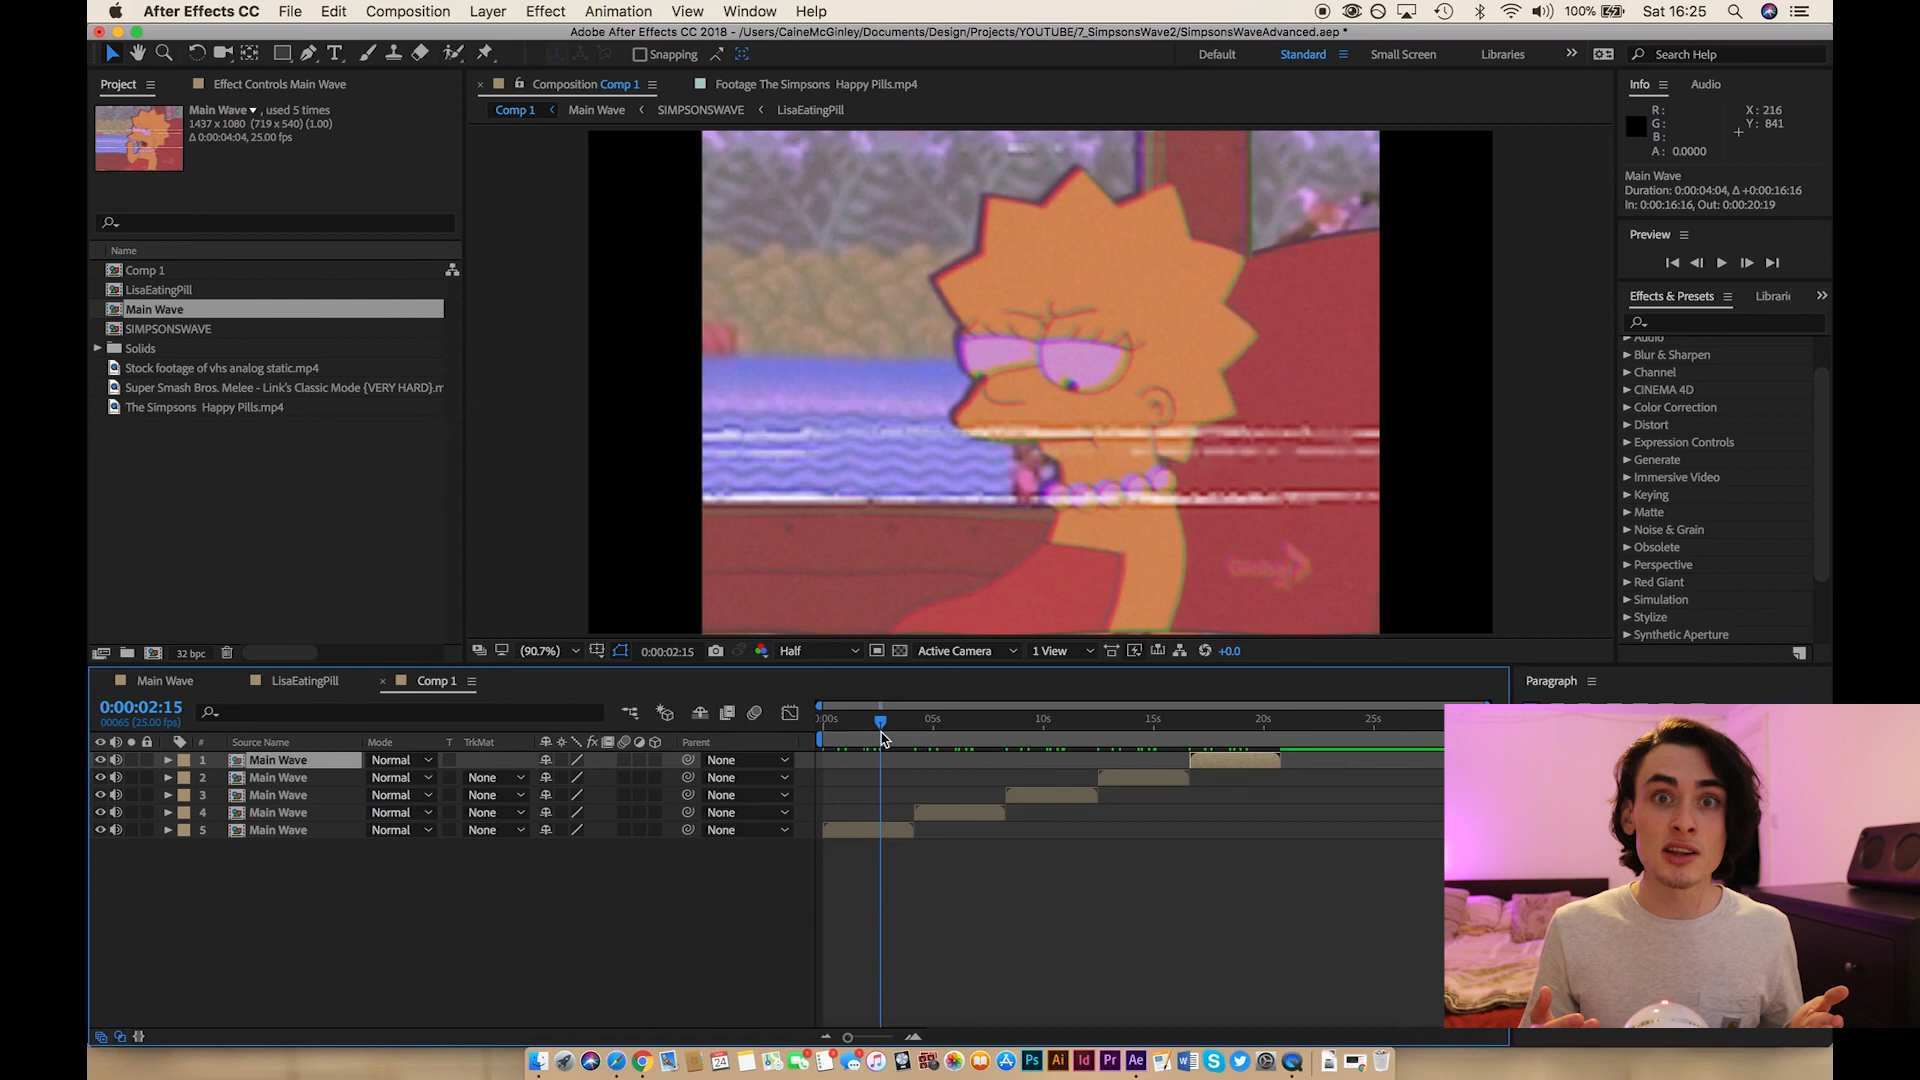 After Effects CC File Edit Composition Layer Effect Animation View Window Help 100% Sat 16:25
Adobe After Effects CC 2018 - /Users/CaineMcGinley/Documents/Design/Projects/YOUTUBE/7_SimpsonsWave2/SimpsonsWaveAdvanced.aep *
Snapping Default Standard Small Screen Libraries Search Help
Project Effect Controls Main Wave
Composition Comp 1 Footage The Simpsons Happy Pills.mp4
Info Audio
Main Wave , used 5 times
1437 x 1080 (719 x 540) (1.00)
Δ 0:00:04:04, 25.00 fps
Comp 1 Main Wave SIMPSONSWAVE LisaEatingPill
R: X: 216
G: Y: 841
B:
A: 0.0000
Main Wave
Duration: 0:00:04:04, Δ +0:00:16:16
In: 0:00:16:16, Out: 0:00:20:19
Preview
Name
Comp 1
LisaEatingPill
Main Wave
SIMPSONSWAVE
Solids
Stock footage of vhs analog static.mp4
Super Smash Bros. Melee - Link's Classic Mode {VERY HARD}.m
The Simpsons Happy Pills.mp4
Effects & Presets Librari
Audio
Blur & Sharpen
Channel
CINEMA 4D
Color Correction
Distort
Expression Controls
Generate
Immersive Video
Keying
Matte
Noise & Grain
Obsolete
Perspective
Red Giant
Simulation
Stylize
Synthetic Aperture
Global
32 bpc
(90.7%) 0:00:02:15 Half Active Camera 1 View +0.0
Main Wave LisaEatingPill Comp 1
Paragraph
0:00:02:15
00065 (25.00 fps)
:00s 05s 10s 15s 20s 25s
# Source Name Mode T TrkMat Parent
1 Main Wave Normal None
2 Main Wave Normal None None
3 Main Wave Normal None None
4 Main Wave Normal None None
5 Main Wave Normal None None
24 Ps Ai Id Pr Ae